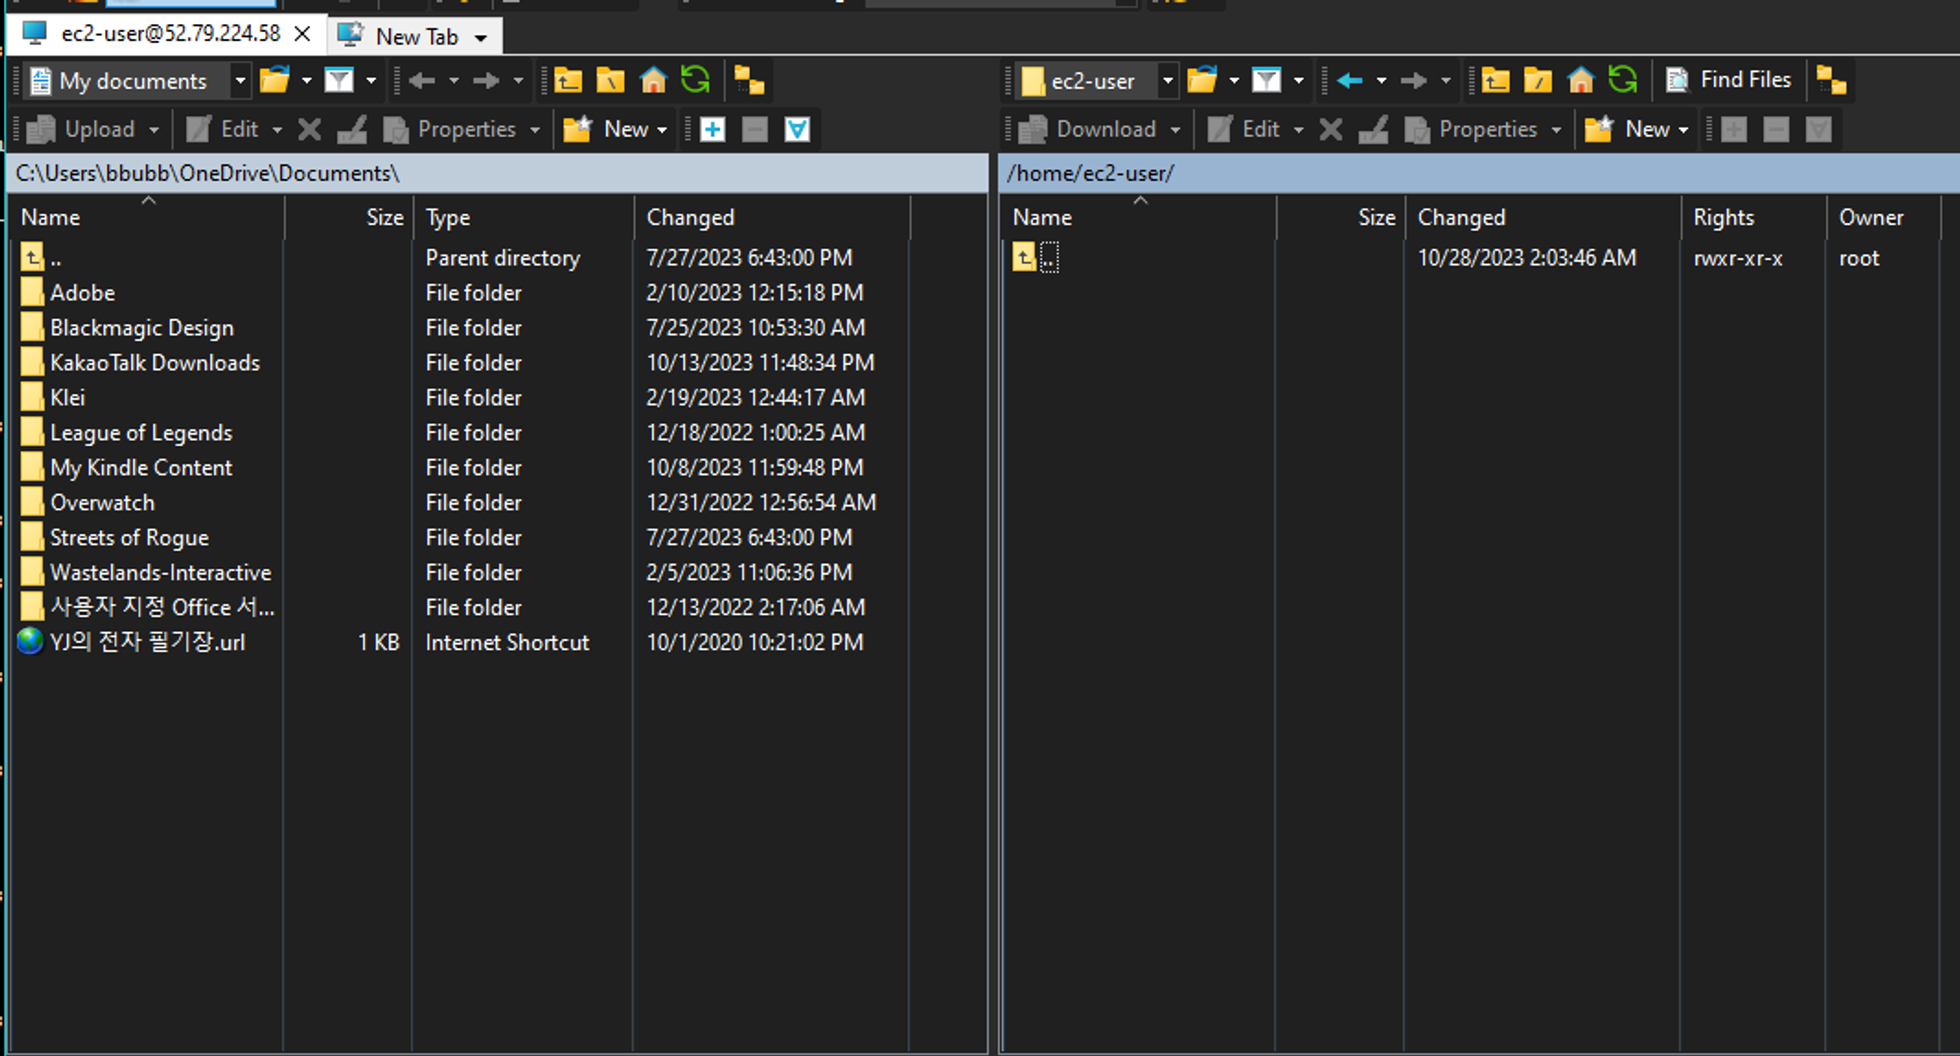 ec2-user@52.79.224.58
New Tab
My documents
Upload Edit Properties New
C:\Users\bbubb\OneDrive\Documents\
Name Size Type Changed
.. Parent directory 7/27/2023 6:43:00 PM
Adobe File folder 2/10/2023 12:15:18 PM
Blackmagic Design File folder 7/25/2023 10:53:30 AM
KakaoTalk Downloads File folder 10/13/2023 11:48:34 PM
Klei File folder 2/19/2023 12:44:17 AM
League of Legends File folder 12/18/2022 1:00:25 AM
My Kindle Content File folder 10/8/2023 11:59:48 PM
Overwatch File folder 12/31/2022 12:56:54 AM
Streets of Rogue File folder 7/27/2023 6:43:00 PM
Wastelands-Interactive File folder 2/5/2023 11:06:36 PM
사용자 지정 Office 서... File folder 12/13/2022 2:17:06 AM
YJ의 전자 필기장.url 1 KB Internet Shortcut 10/1/2020 10:21:02 PM
ec2-user Find Files
Download Edit Properties New
/home/ec2-user/
Name Size Changed Rights Owner
.. 10/28/2023 2:03:46 AM rwxr-xr-x root